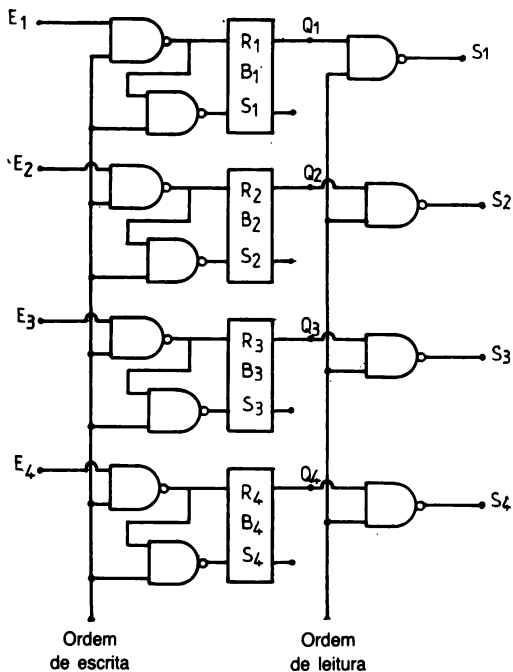 E1
Q1
S1
R1
B1
S1
E2
Q2
S2
R2
B2
S2
E3
Q3
S3
R3
B3
S3
E4
Q4
S4
R4
B4
S4
Ordem
de escrita
Ordem
de leitura